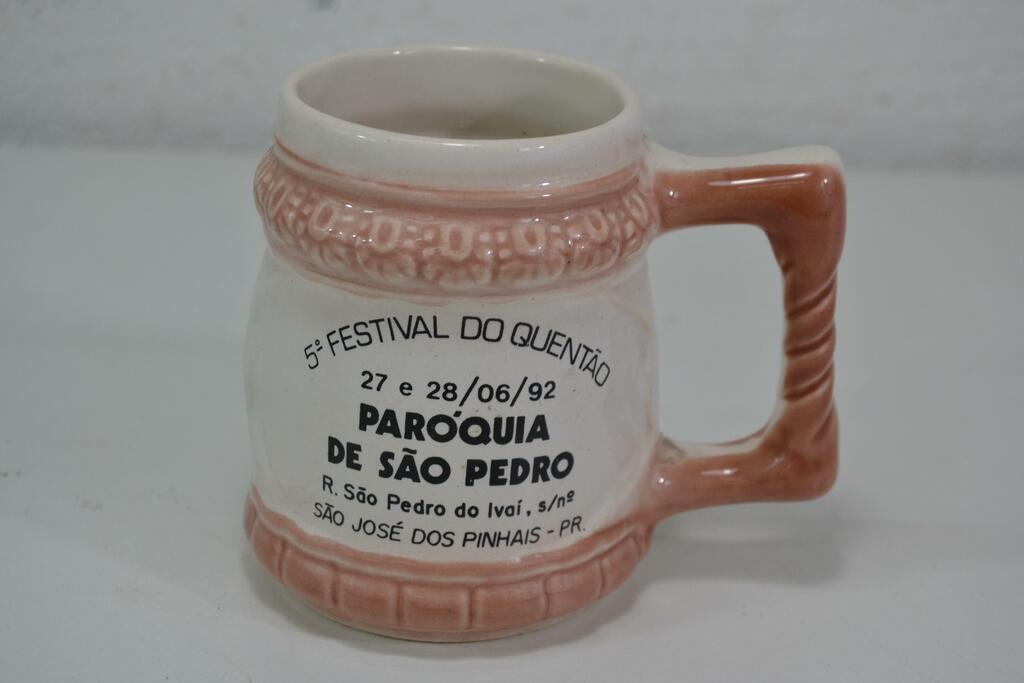 5º FESTIVAL DO QUENTÃO
27 e 28/06/92
PARÓQUIA
DE SÃO PEDRO
R. São Pedro do Ivaí, s/nº
SÃO JOSÉ DOS PINHAIS - PR.